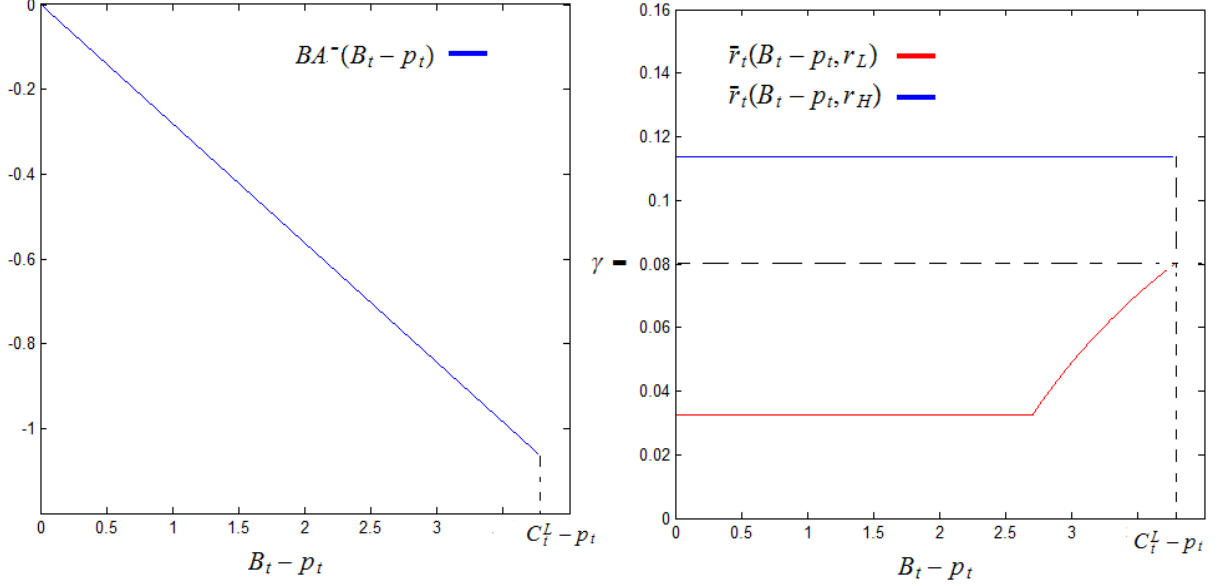 0
-0.2
-0.4
-0.6
-0.8
-1
BA⁻(B_t − p_t)
0 0.5 1 1.5 2 2.5 3 C_t^L − p_t
B_t − p_t
0.16
0.14
0.12
0.1
γ 0.08
0.06
0.04
0.02
0
r̄_t(B_t − p_t, r_L)
r̄_t(B_t − p_t, r_H)
0 0.5 1 1.5 2 2.5 3 C_t^L − p_t
B_t − p_t